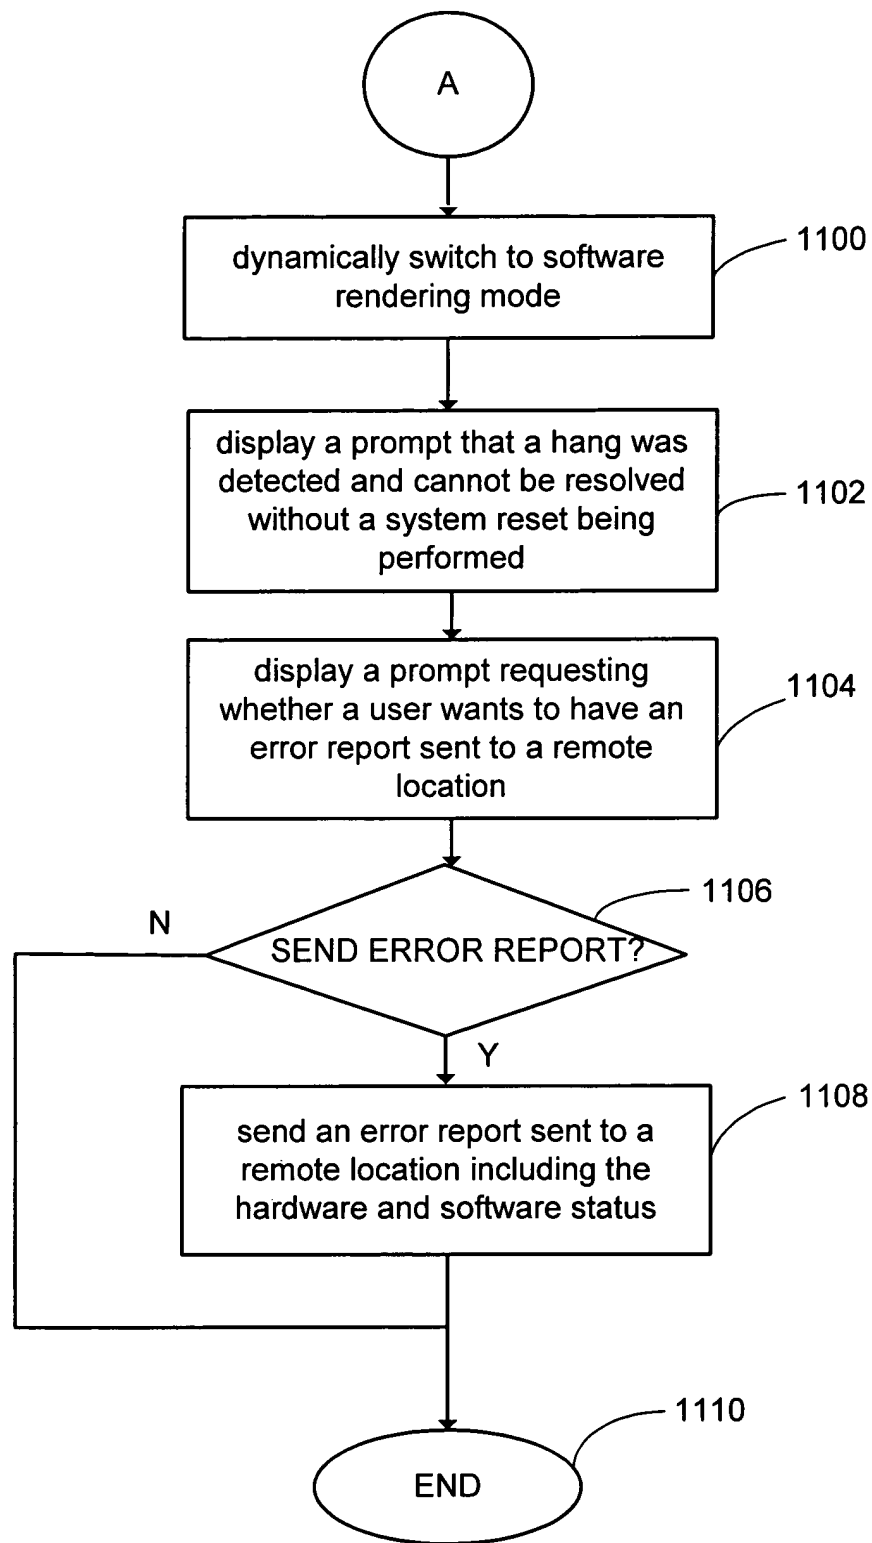 A
dynamically switch to software
rendering mode
1100
display a prompt that a hang was
detected and cannot be resolved
without a system reset being
performed
1102
display a prompt requesting
whether a user wants to have an
error report sent to a remote
location
1104
SEND ERROR REPORT?
1106
N
Y
send an error report sent to a
remote location including the
hardware and software status
1108
END
1110